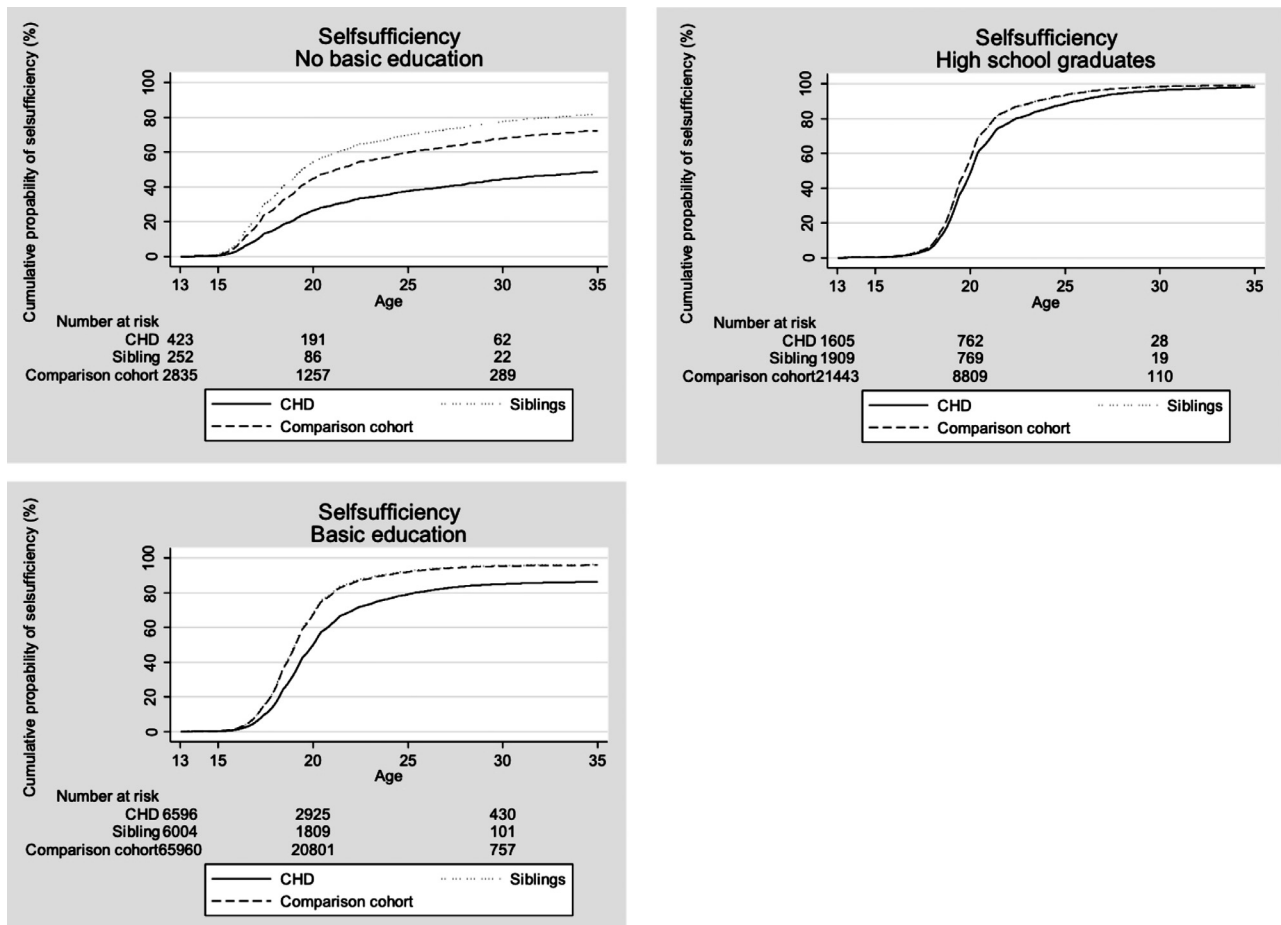 Selfsufficiency
No basic education
Cumulative propability of selsufficiency (%)
100
80
60
40
20
0
13 15 20 25 30 35
Age
Number at risk
CHD 423 191 62
Sibling 252 86 22
Comparison cohort 2835 1257 289
CHD Siblings
Comparison cohort
Selfsufficiency
High school graduates
Cumulative propability of selsufficiency (%)
100
80
60
40
20
0
13 15 20 25 30 35
Age
Number at risk
CHD 1605 762 28
Sibling 1909 769 19
Comparison cohort21443 8809 110
CHD Siblings
Comparison cohort
Selfsufficiency
Basic education
Cumulative propability of selsufficiency (%)
100
80
60
40
20
0
13 15 20 25 30 35
Age
Number at risk
CHD 6596 2925 430
Sibling 6004 1809 101
Comparison cohort65960 20801 757
CHD Siblings
Comparison cohort